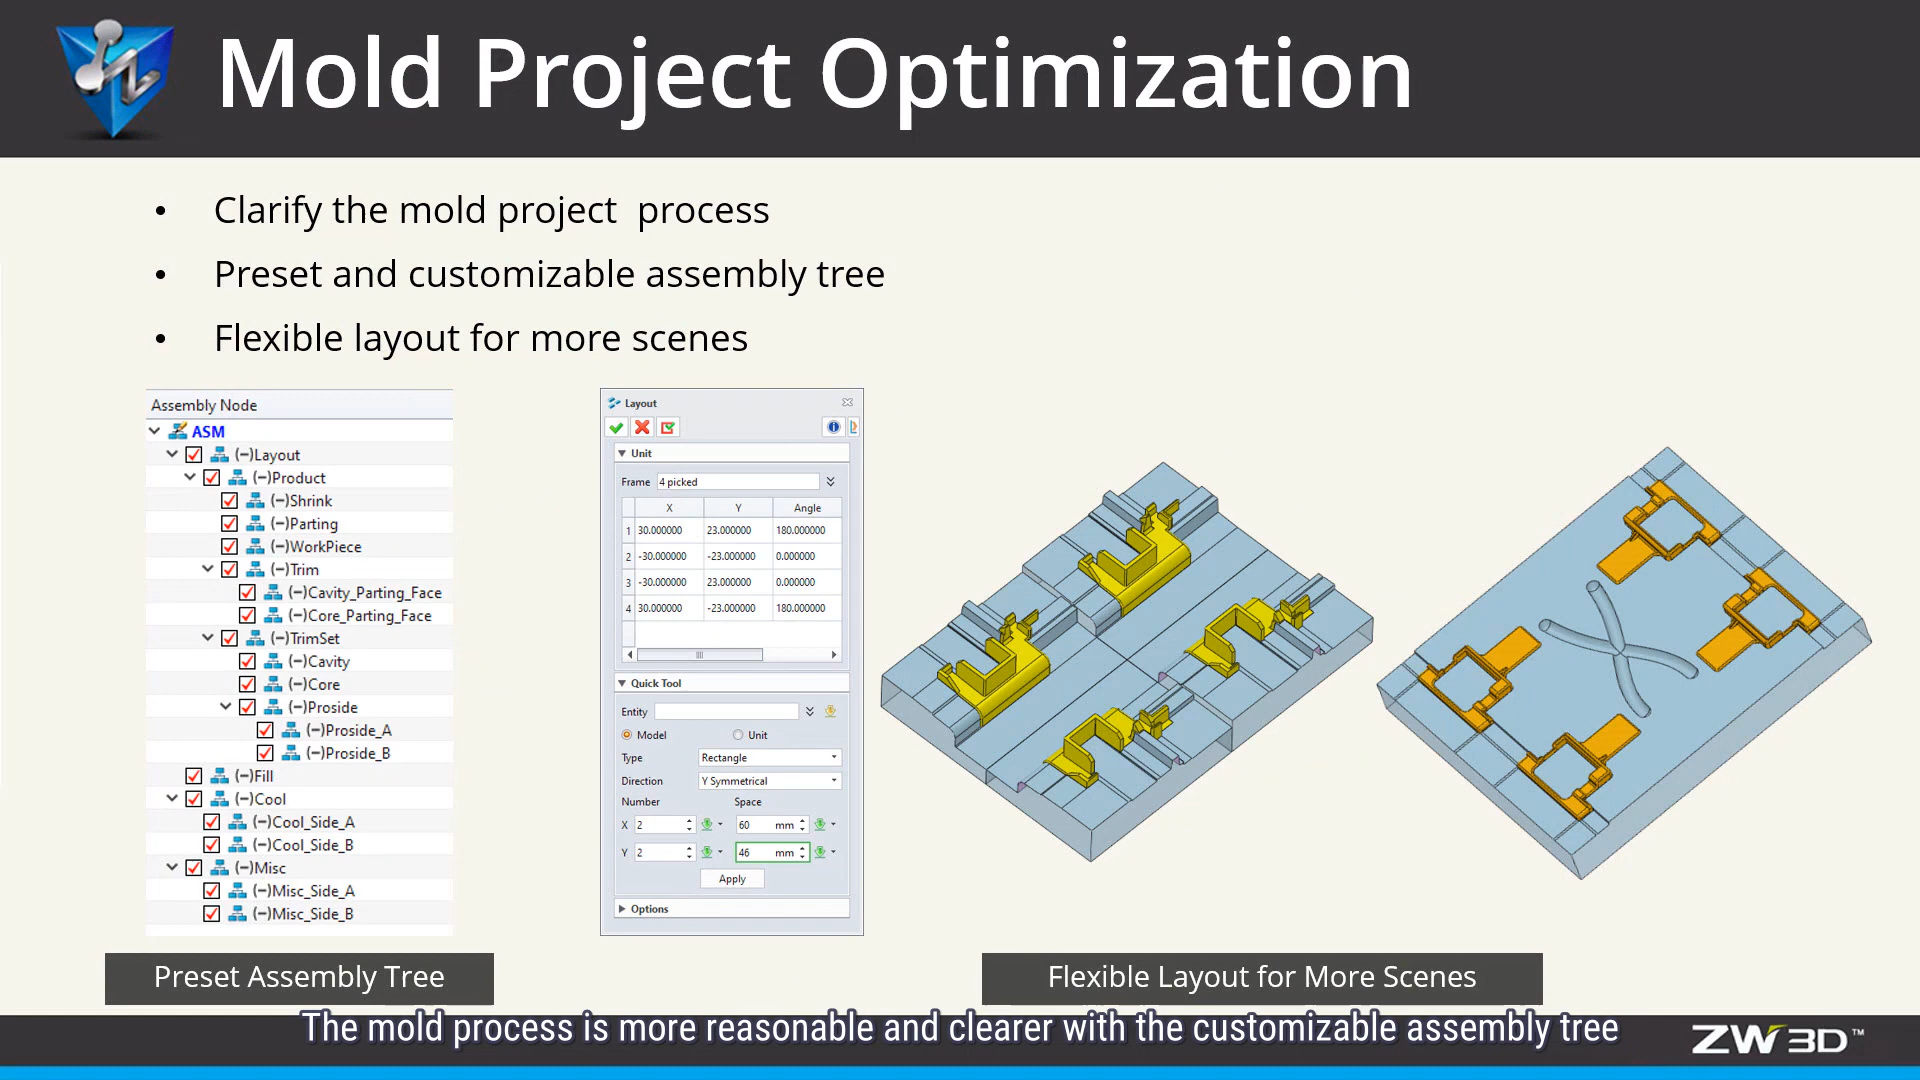 Mold Project Optimization
• Clarify the mold project  process
• Preset and customizable assembly tree
• Flexible layout for more scenes
Assembly Node
ASM
(−)Layout
(−)Product
(−)Shrink
(−)Parting
(−)WorkPiece
(−)Trim
(−)Cavity_Parting_Face
(−)Core_Parting_Face
(−)TrimSet
(−)Cavity
(−)Core
(−)Proside
(−)Proside_A
(−)Proside_B
(−)Fill
(−)Cool
(−)Cool_Side_A
(−)Cool_Side_B
(−)Misc
(−)Misc_Side_A
(−)Misc_Side_B
Layout
Unit
Frame 4 picked
X Y Angle
1 30.000000 23.000000 180.000000
2 -30.000000 -23.000000 0.000000
3 -30.000000 23.000000 0.000000
4 30.000000 -23.000000 180.000000
Quick Tool
Entity
Model Unit
Type Rectangle
Direction Y Symmetrical
Number Space
X 2 60 mm
Y 2 46 mm
Apply
Options
Preset Assembly Tree
Flexible Layout for More Scenes
The mold process is more reasonable and clearer with the customizable assembly tree
ZW3D™